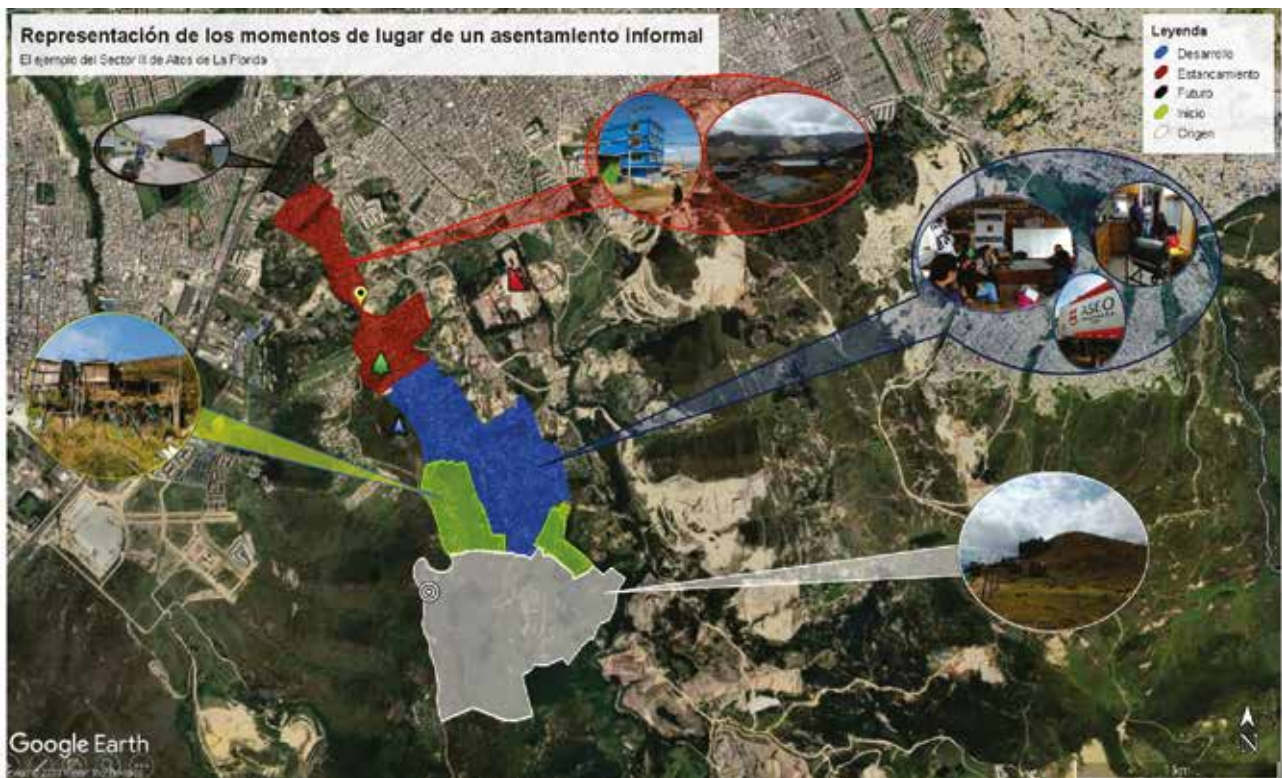 Representación de los momentos de lugar de un asentamiento informal
El ejemplo del Sector III de Altos de La Florida
Leyenda
Desarrollo
Estancamiento
Futuro
Inicio
Origen
ASEO
Google Earth
N